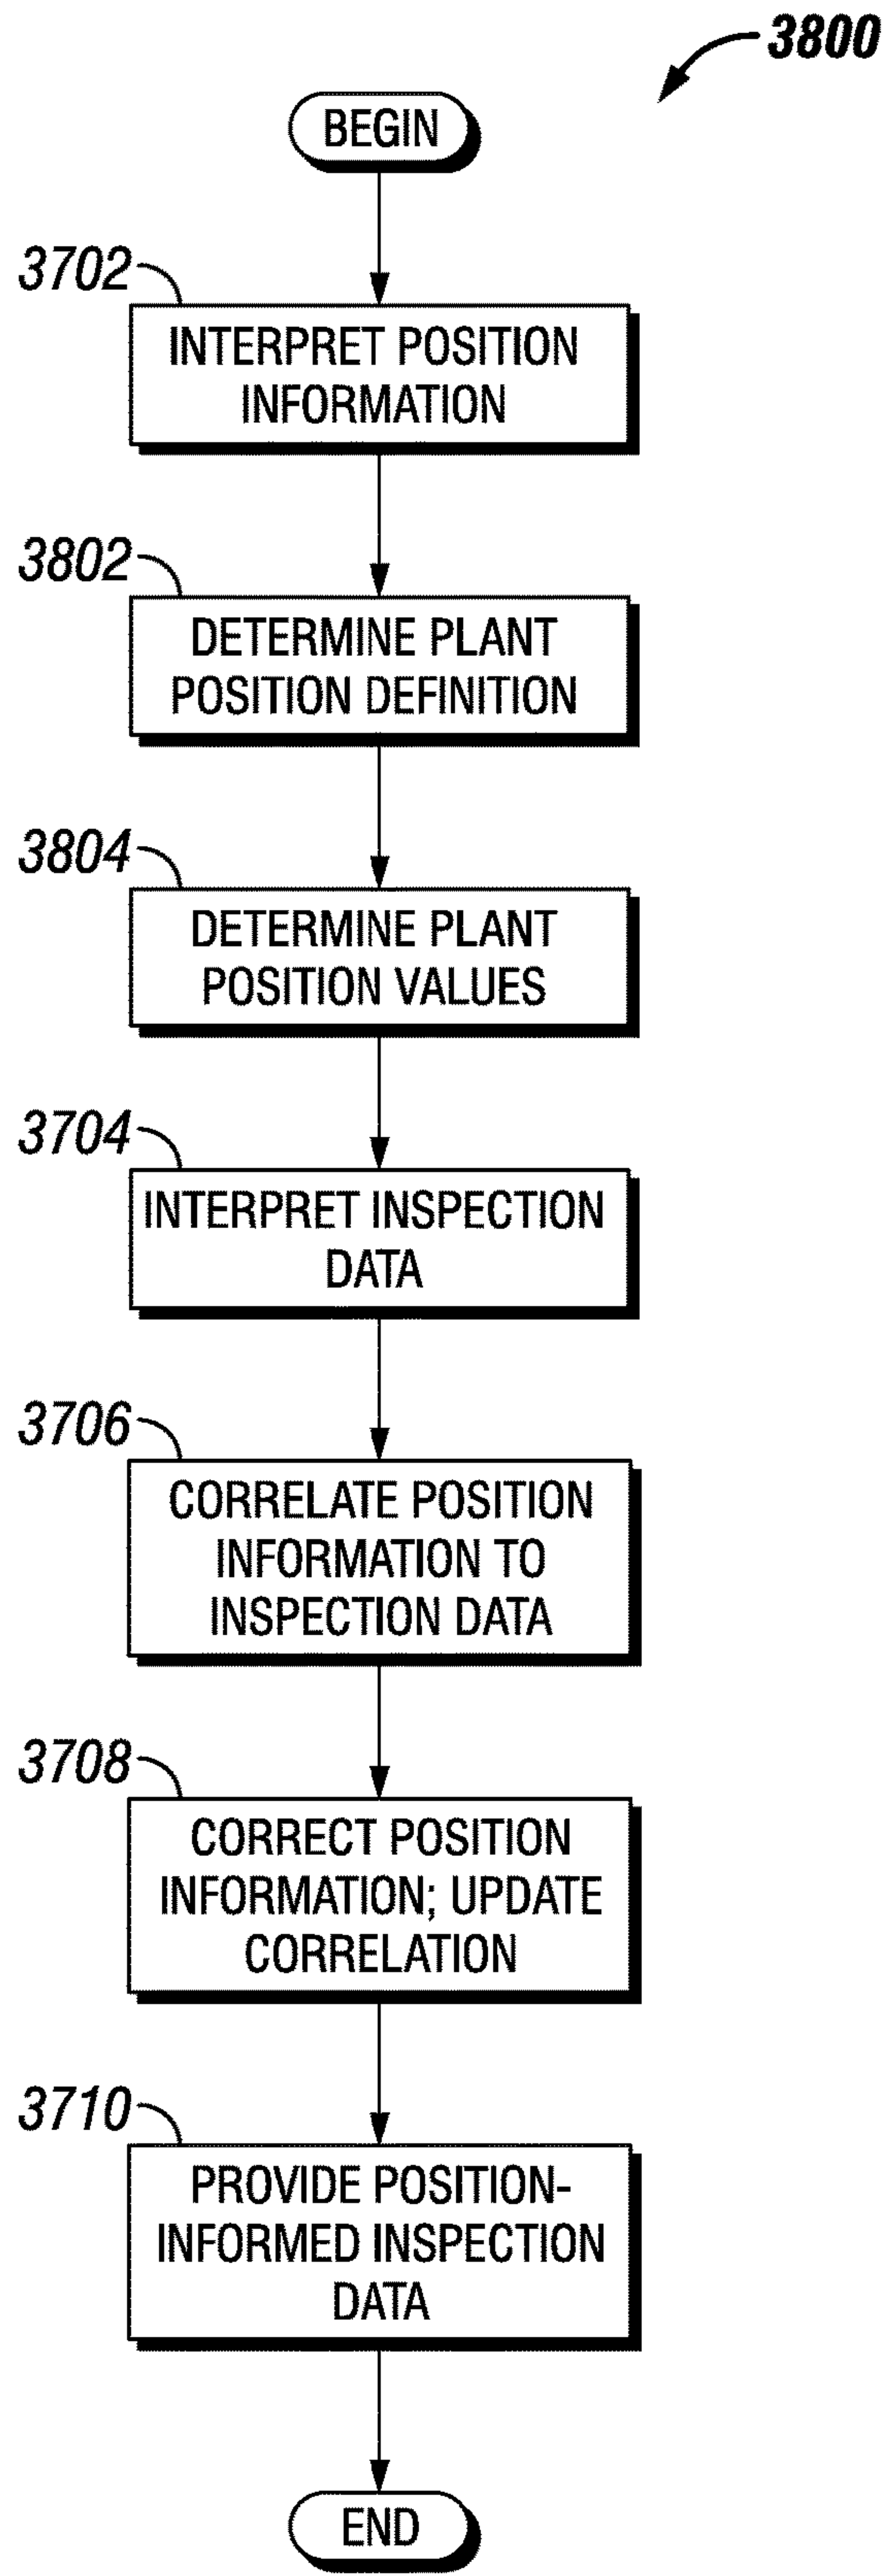 3800
BEGIN
3702
INTERPRET POSITION
INFORMATION
3802
DETERMINE PLANT
POSITION DEFINITION
3804
DETERMINE PLANT
POSITION VALUES
3704
INTERPRET INSPECTION
DATA
3706
CORRELATE POSITION
INFORMATION TO
INSPECTION DATA
3708
CORRECT POSITION
INFORMATION; UPDATE
CORRELATION
3710
PROVIDE POSITION-
INFORMED INSPECTION
DATA
END